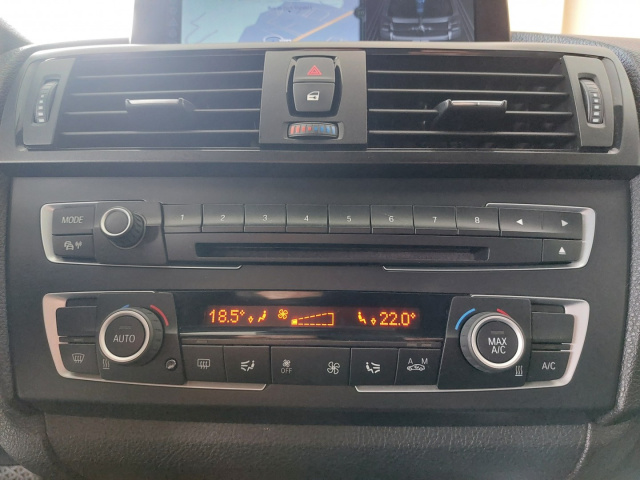 MODE 1 2 3 4 5 6 7 8
18.5° 22.0°
AUTO MAX A/C
OFF A M A/C